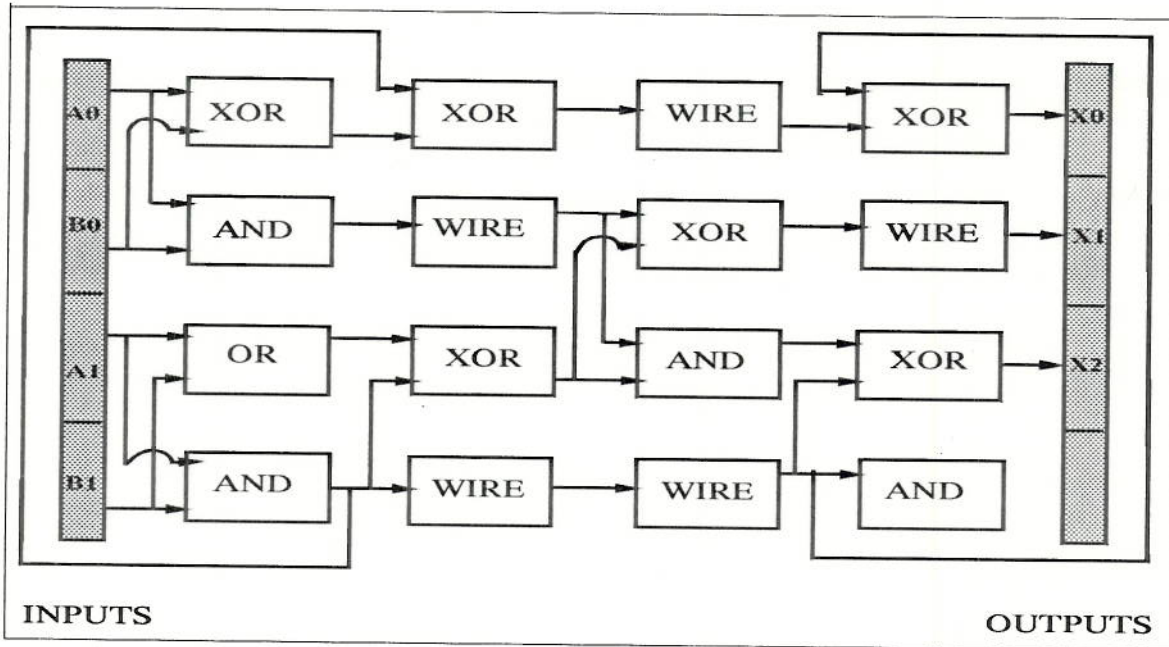 A0
XOR
XOR
WIRE
XOR
X0
B0
AND
WIRE
XOR
WIRE
X1
A1
OR
XOR
AND
XOR
X2
B1
AND
WIRE
WIRE
AND
INPUTS
OUTPUTS